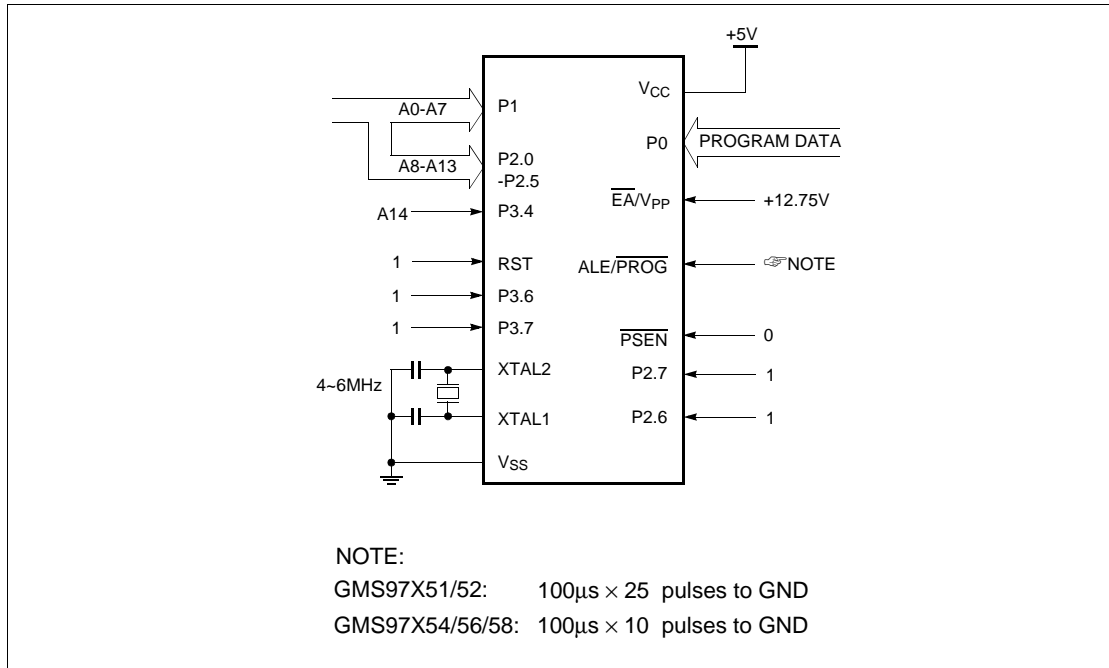 +5V
VCC
A0-A7
P1
P0
PROGRAM DATA
A8-A13
P2.0
-P2.5
EA/VPP
+12.75V
A14
P3.4
1
RST
ALE/PROG
☞NOTE
1
P3.6
1
P3.7
PSEN
0
4~6MHz
XTAL2
P2.7
1
XTAL1
P2.6
1
VSS
NOTE:
GMS97X51/52: 100μs × 25 pulses to GND
GMS97X54/56/58: 100μs × 10 pulses to GND